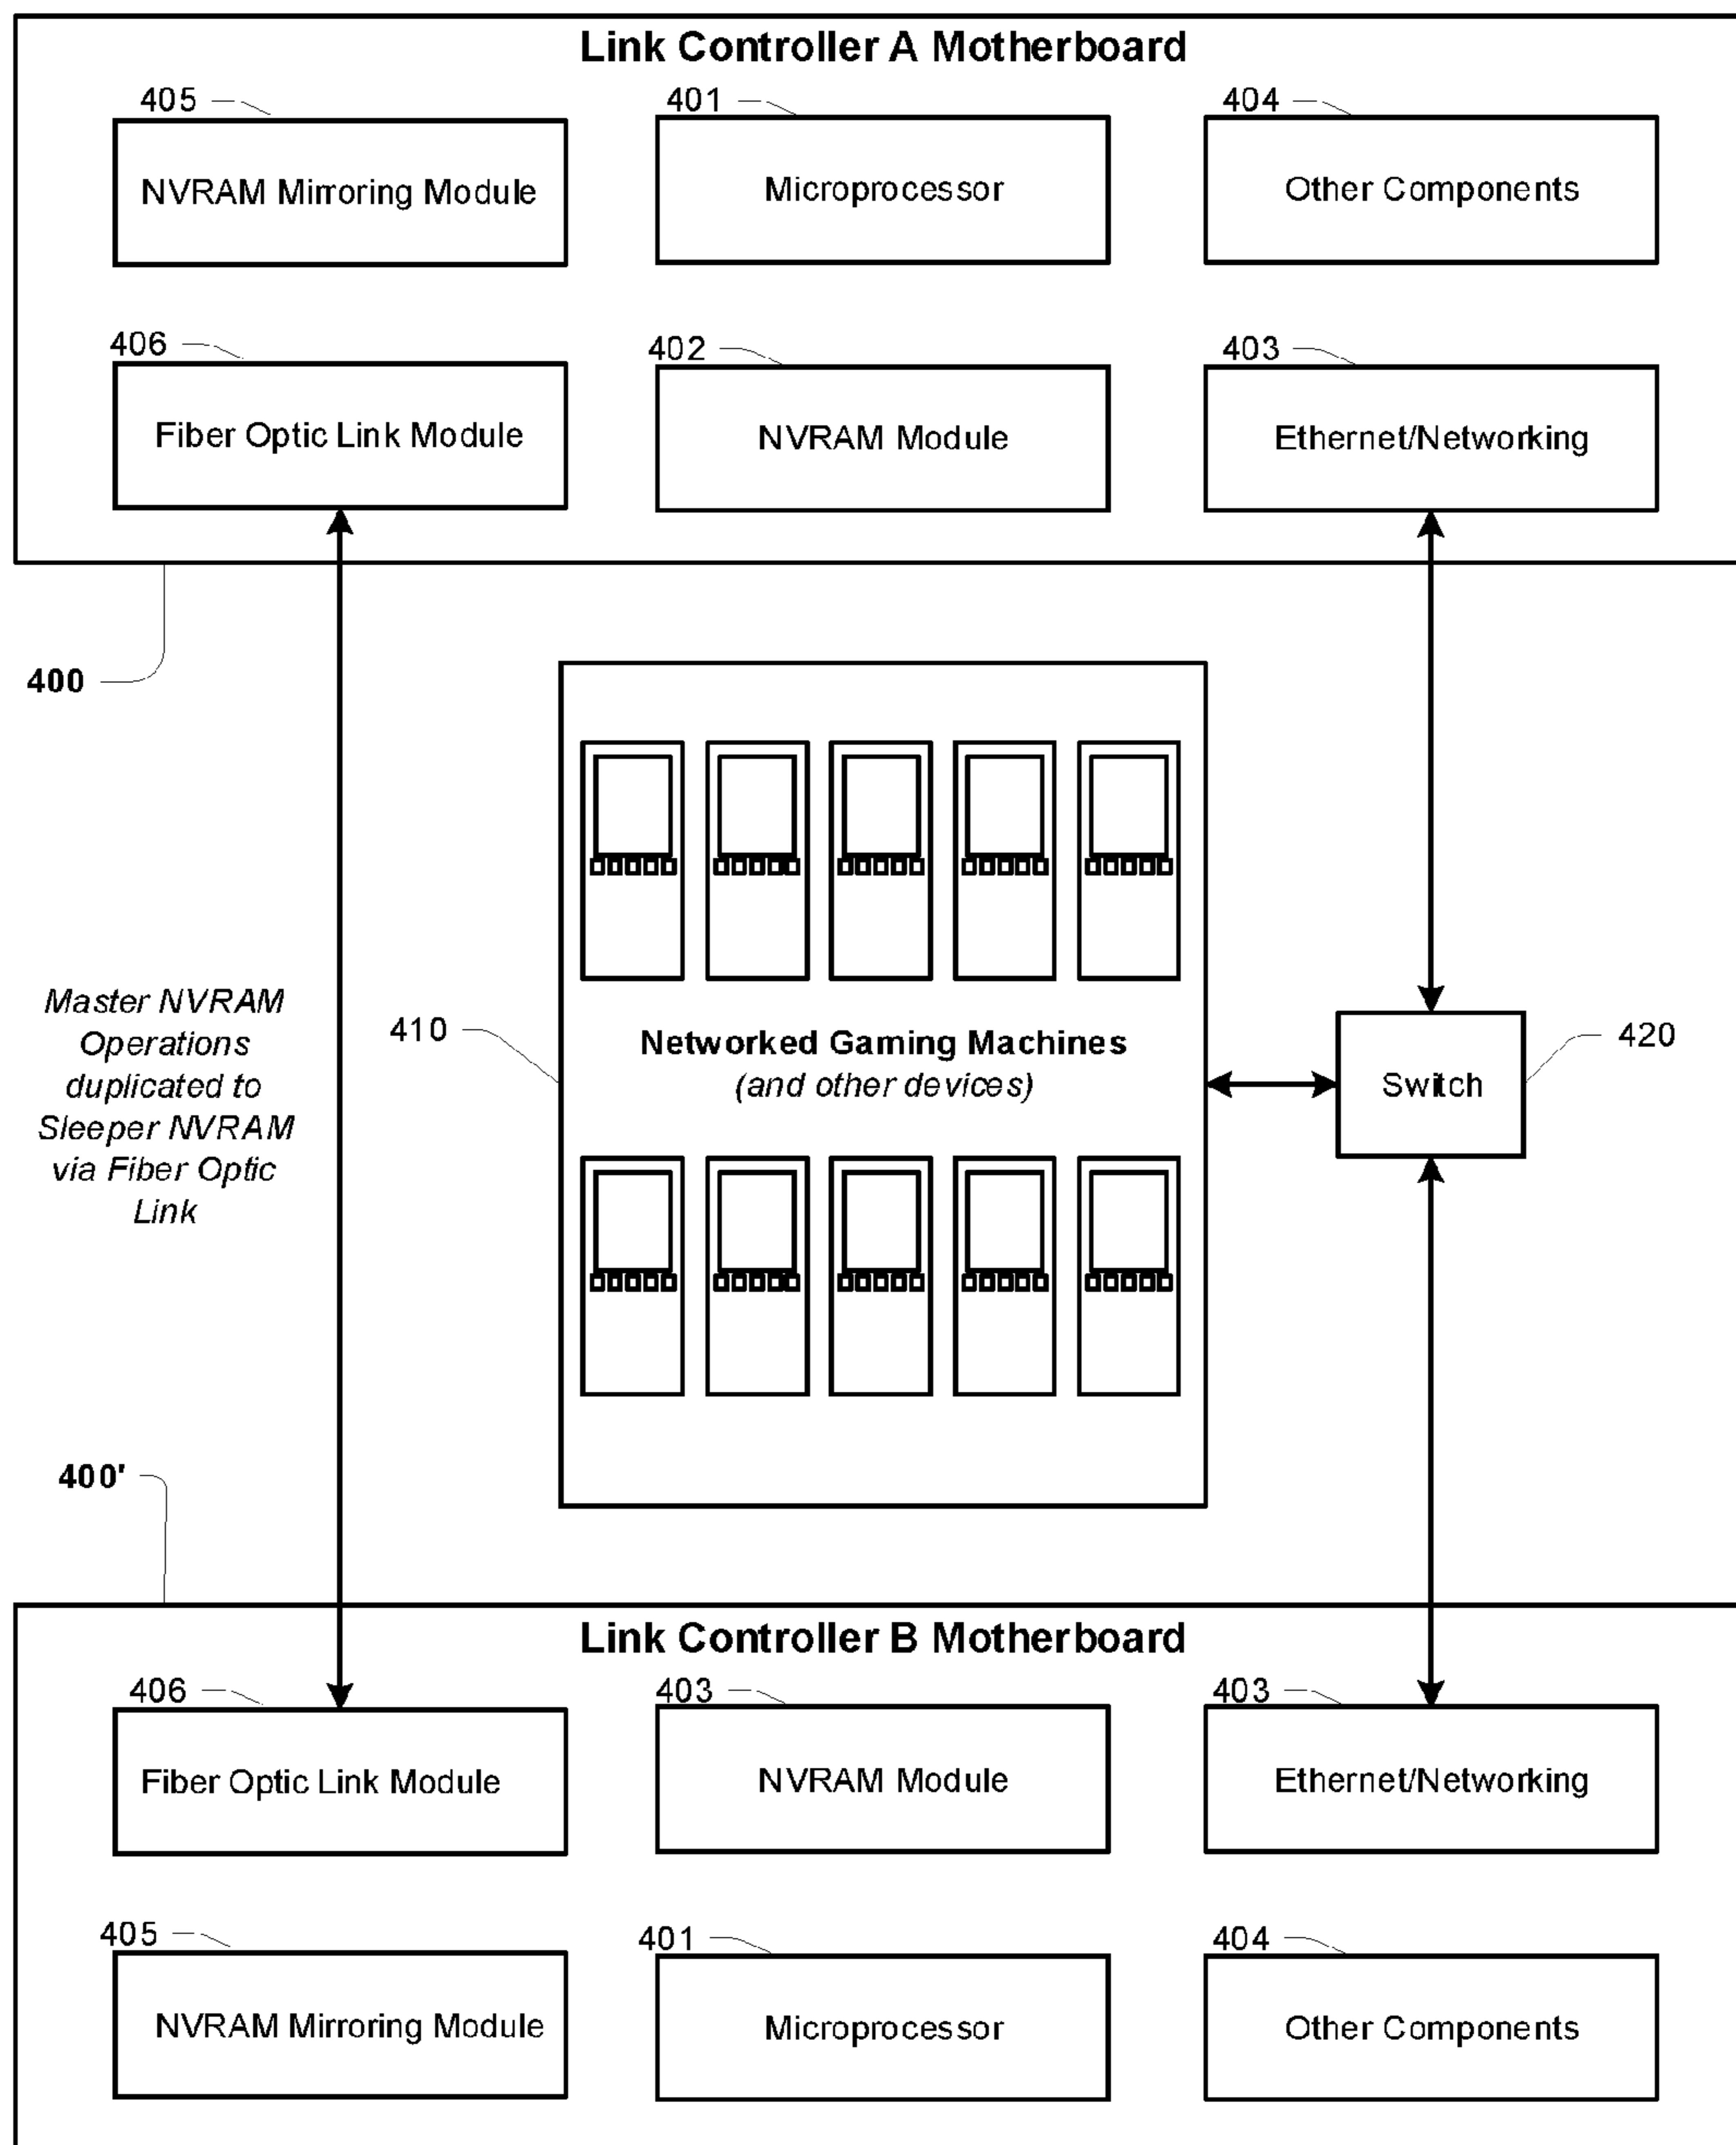 Link Controller A Motherboard
405
401
404
NVRAM Mirroring Module
Microprocessor
Other Components
406
402
403
Fiber Optic Link Module
NVRAM Module
Ethernet/Networking
400
Master NVRAM
Operations
duplicated to
Sleeper NVRAM
via Fiber Optic
Link
410
Networked Gaming Machines
(and other devices)
Switch
420
400'
Link Controller B Motherboard
406
403
403
Fiber Optic Link Module
NVRAM Module
Ethernet/Networking
405
401
404
NVRAM Mirroring Module
Microprocessor
Other Components